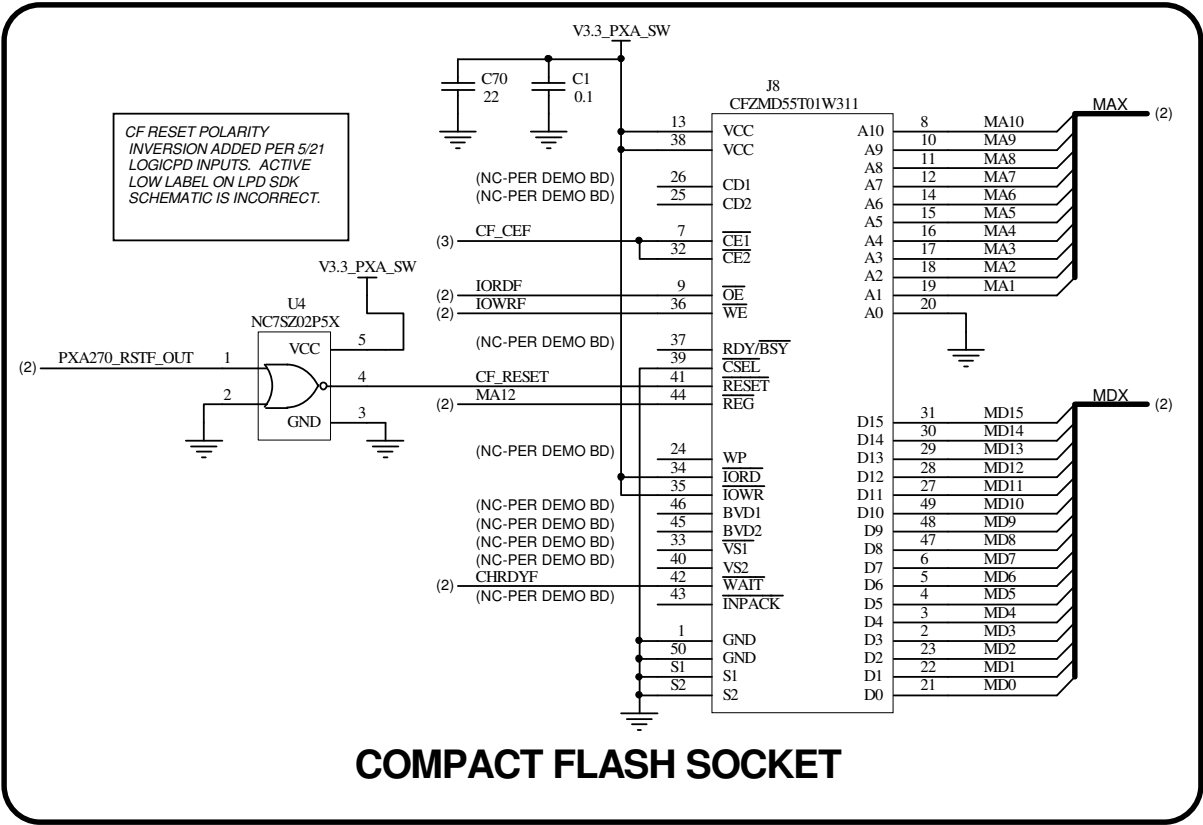 V3.3_PXA_SW
C70
22
C1
0.1
J8
CFZMD55T01W311
CF RESET POLARITY
INVERSION ADDED PER 5/21
LOGICPD INPUTS. ACTIVE
LOW LABEL ON LPD SDK
SCHEMATIC IS INCORRECT.
13 VCC
38 VCC
(NC-PER DEMO BD) 26 CD1
(NC-PER DEMO BD) 25 CD2
(3) CF_CEF 7 CE1
32 CE2
(2) IORDF 9 OE
(2) IOWRF 36 WE
(NC-PER DEMO BD) 37 RDY/BSY
39 CSEL
CF_RESET 41 RESET
(2) MA12 44 REG
(NC-PER DEMO BD) 24 WP
34 IORD
35 IOWR
(NC-PER DEMO BD) 46 BVD1
(NC-PER DEMO BD) 45 BVD2
(NC-PER DEMO BD) 33 VS1
(NC-PER DEMO BD) 40 VS2
(2) CHRDYF 42 WAIT
(NC-PER DEMO BD) 43 INPACK
1 GND
50 GND
S1 S1
S2 S2
V3.3_PXA_SW
U4
NC7SZ02P5X
VCC 5
(2) PXA270_RSTF_OUT 1
4
2
GND 3
MAX (2)
A10 8 MA10
A9 10 MA9
A8 11 MA8
A7 12 MA7
A6 14 MA6
A5 15 MA5
A4 16 MA4
A3 17 MA3
A2 18 MA2
A1 19 MA1
A0 20
MDX (2)
D15 31 MD15
D14 30 MD14
D13 29 MD13
D12 28 MD12
D11 27 MD11
D10 49 MD10
D9 48 MD9
D8 47 MD8
D7 6 MD7
D6 5 MD6
D5 4 MD5
D4 3 MD4
D3 2 MD3
D2 23 MD2
D1 22 MD1
D0 21 MD0
COMPACT FLASH SOCKET